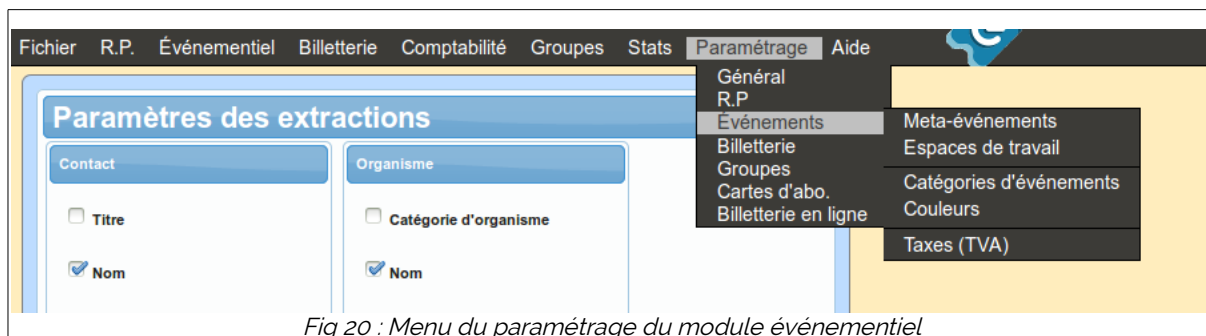 Fichier R.P. Événementiel Billetterie Comptabilité Groupes Stats Paramétrage Aide
Général
R.P
Événements
Billetterie
Groupes
Cartes d'abo.
Billetterie en ligne
Meta-événements
Espaces de travail
Catégories d'événements
Couleurs
Taxes (TVA)
Paramètres des extractions
Contact
Titre
Nom
Organisme
Catégorie d'organisme
Nom
Fig 20 : Menu du paramétrage du module événementiel